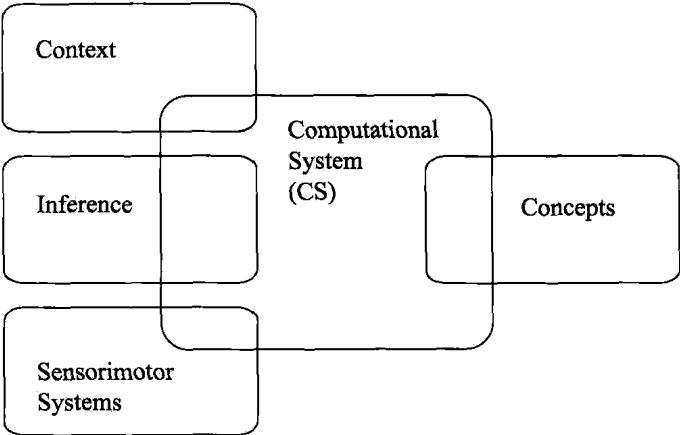 Context
Computational
System
(CS)
Inference
Concepts
Sensorimotor
Systems